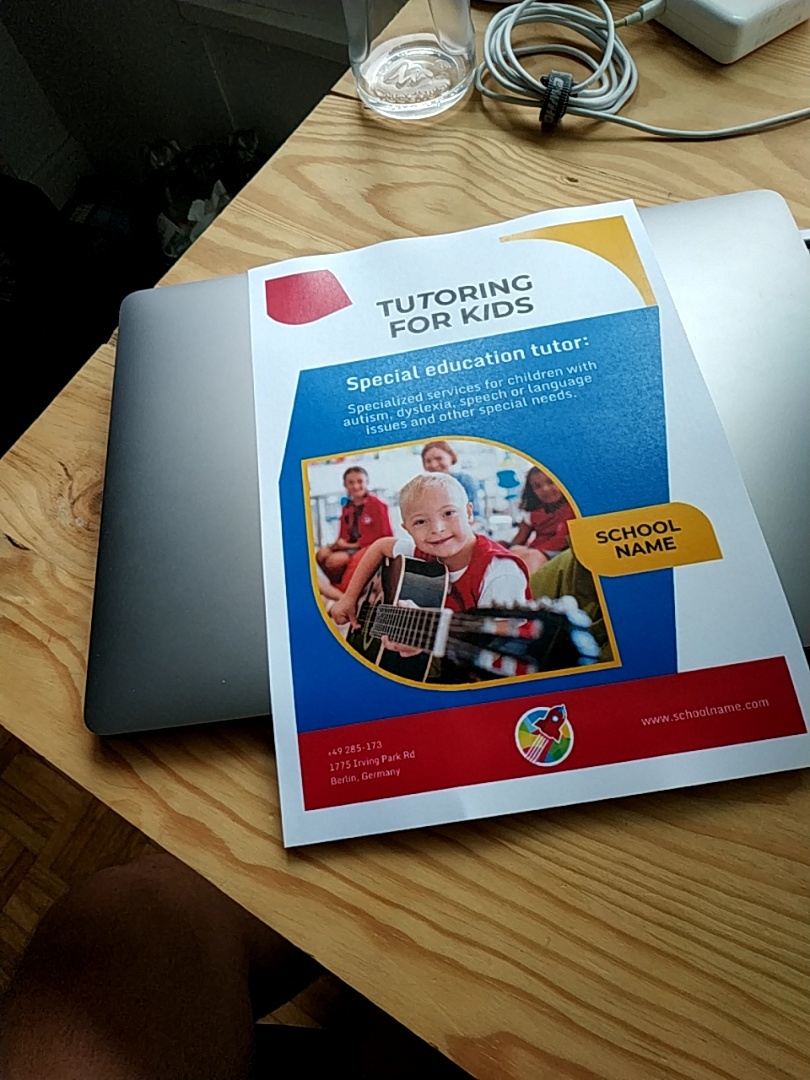 TUTORING
FOR KIDS
Special education tutor:
Specialized services for children with
autism, dyslexia, speech or language
issues and other special needs.
SCHOOL
NAME
+49 285-173
1775 Irving Park Rd
Berlin, Germany
www.schoolname.com